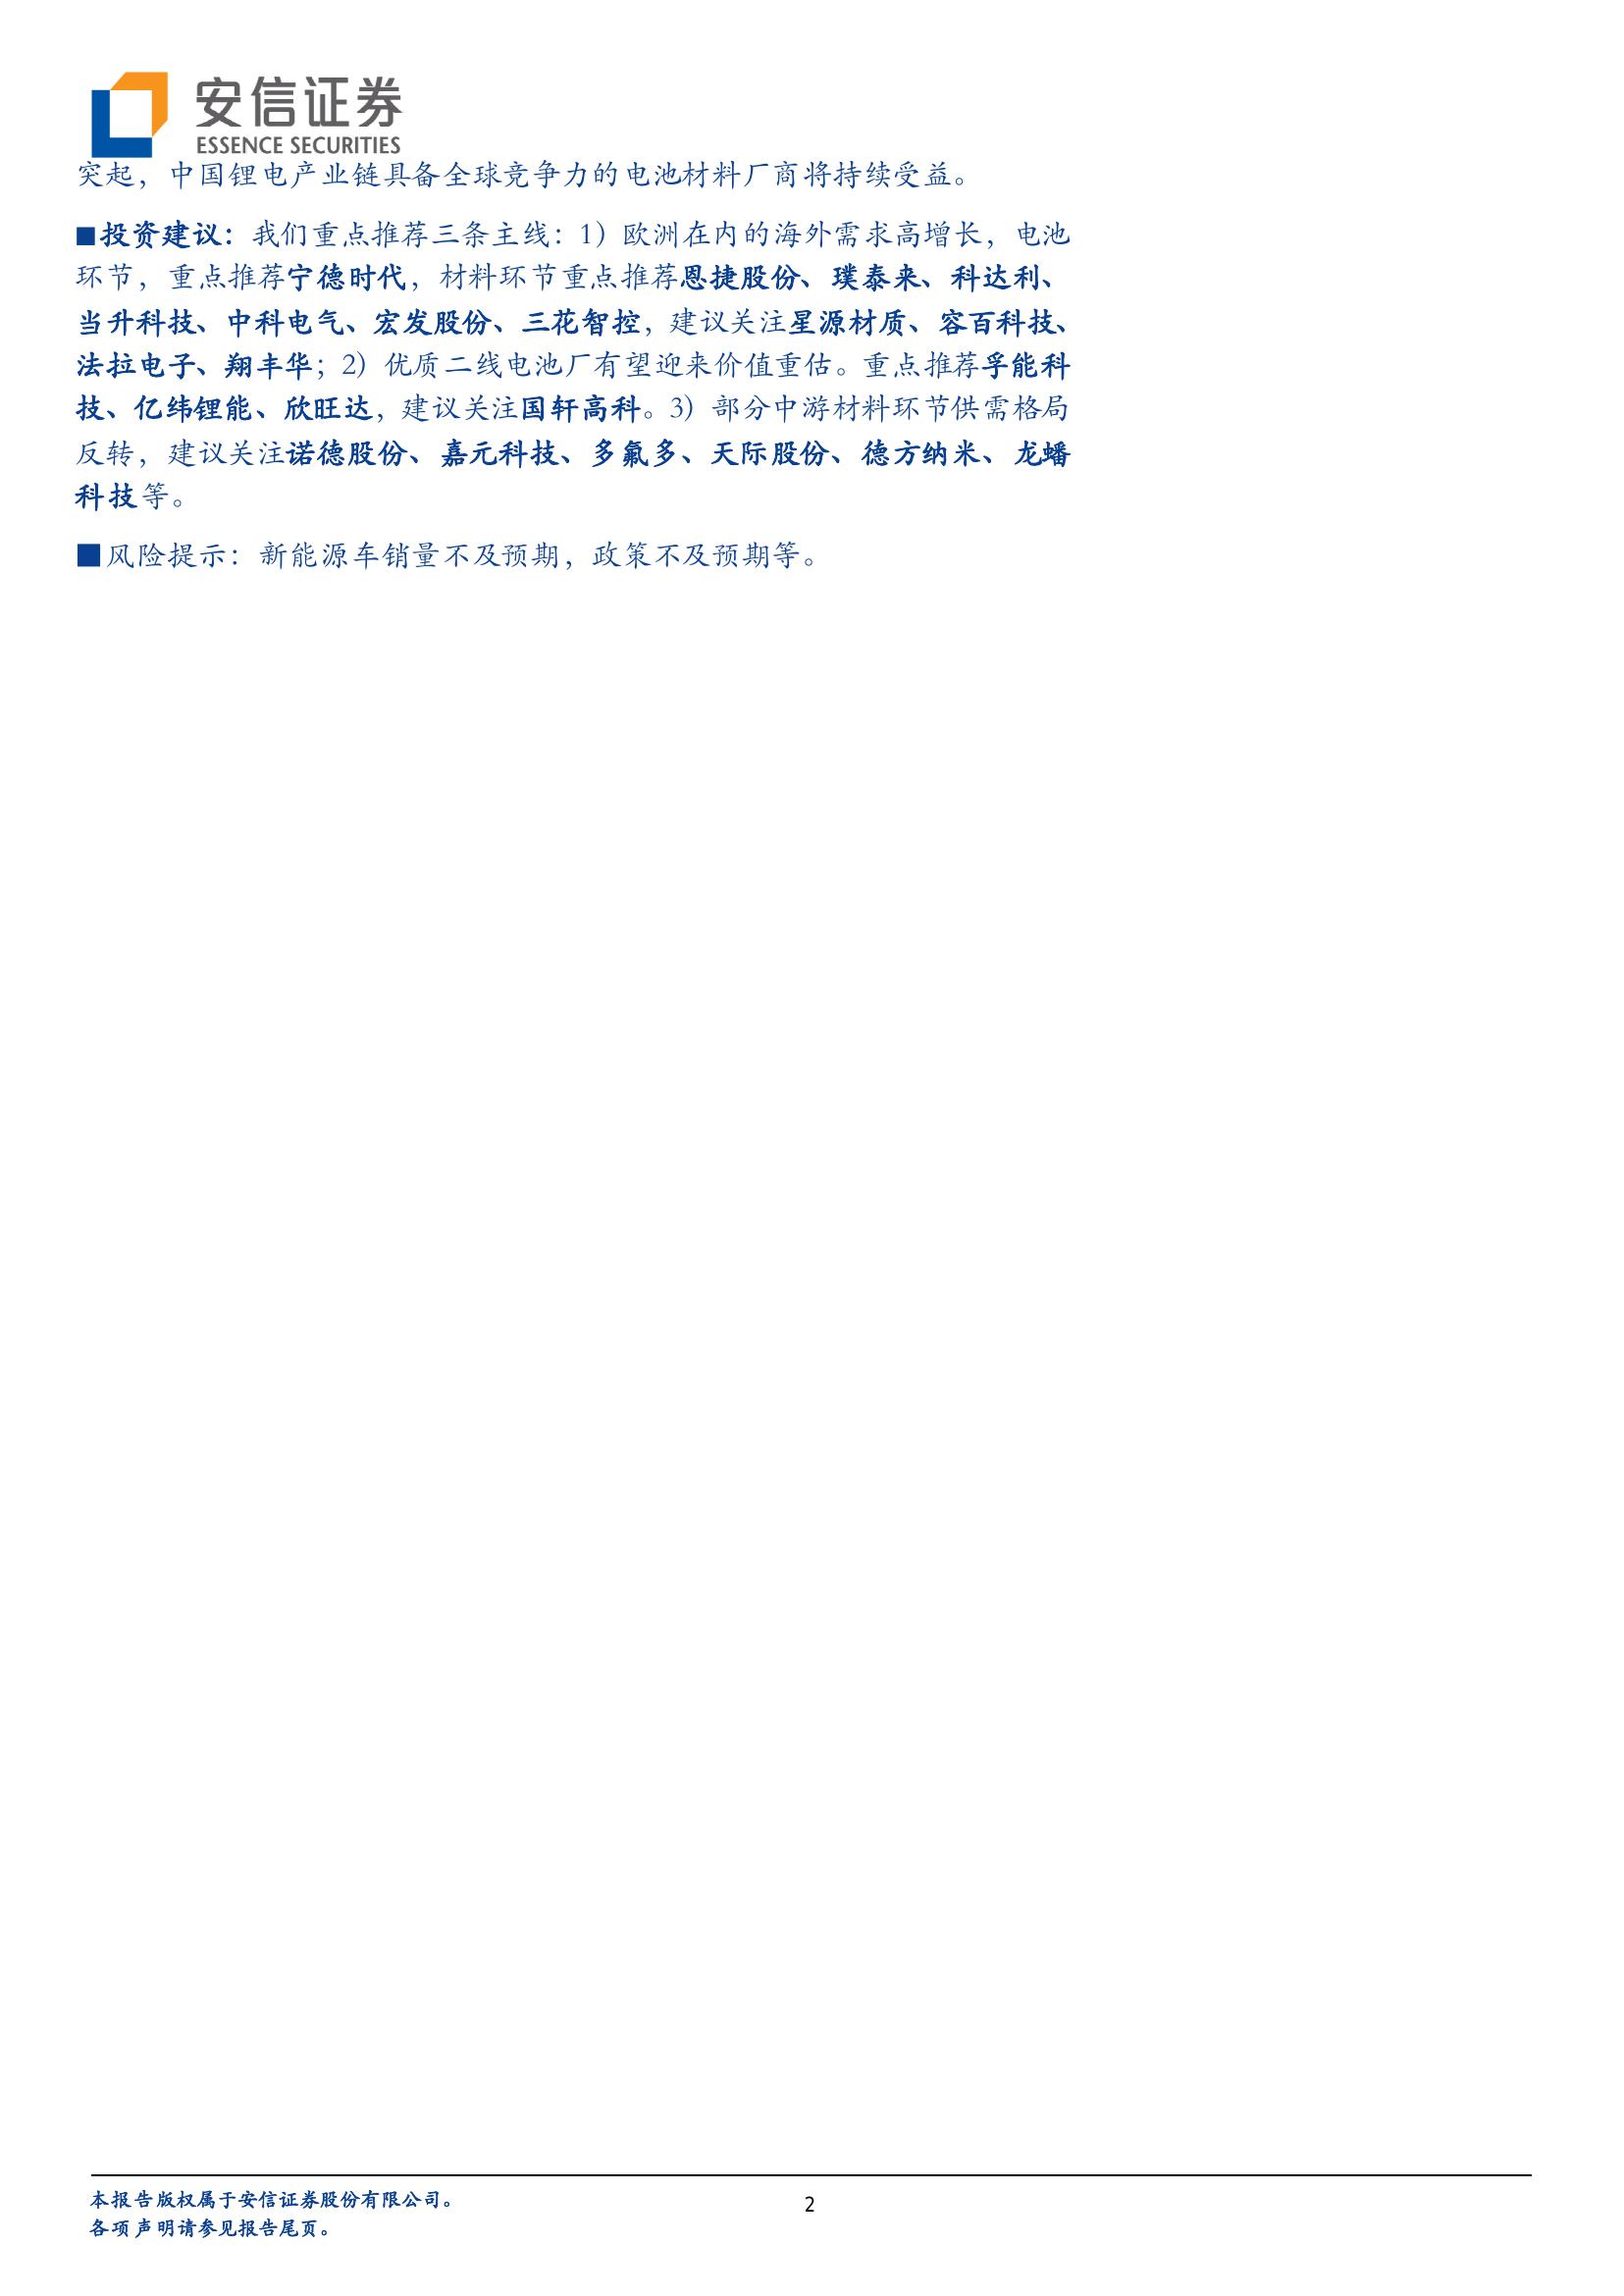 安信证券
ESSENCE SECURITIES
突起，中国锂电产业链具备全球竞争力的电池材料厂商将持续受益。
■投资建议：我们重点推荐三条主线：1）欧洲在内的海外需求高增长，电池
环节，重点推荐宁德时代，材料环节重点推荐恩捷股份、璞泰来、科达利、
当升科技、中科电气、宏发股份、三花智控，建议关注星源材质、容百科技、
法拉电子、翔丰华；2）优质二线电池厂有望迎来价值重估。重点推荐孚能科
技、亿纬锂能、欣旺达，建议关注国轩高科。3）部分中游材料环节供需格局
反转，建议关注诺德股份、嘉元科技、多氟多、天际股份、德方纳米、龙蟠
科技等。
■风险提示：新能源车销量不及预期，政策不及预期等。
本报告版权属于安信证券股份有限公司。
2
各项声明请参见报告尾页。